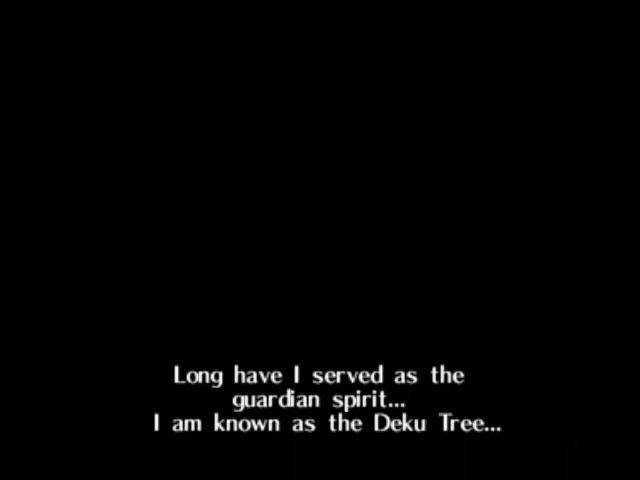 Long have I served as the
guardian spirit...
I am known as the Deku Tree...